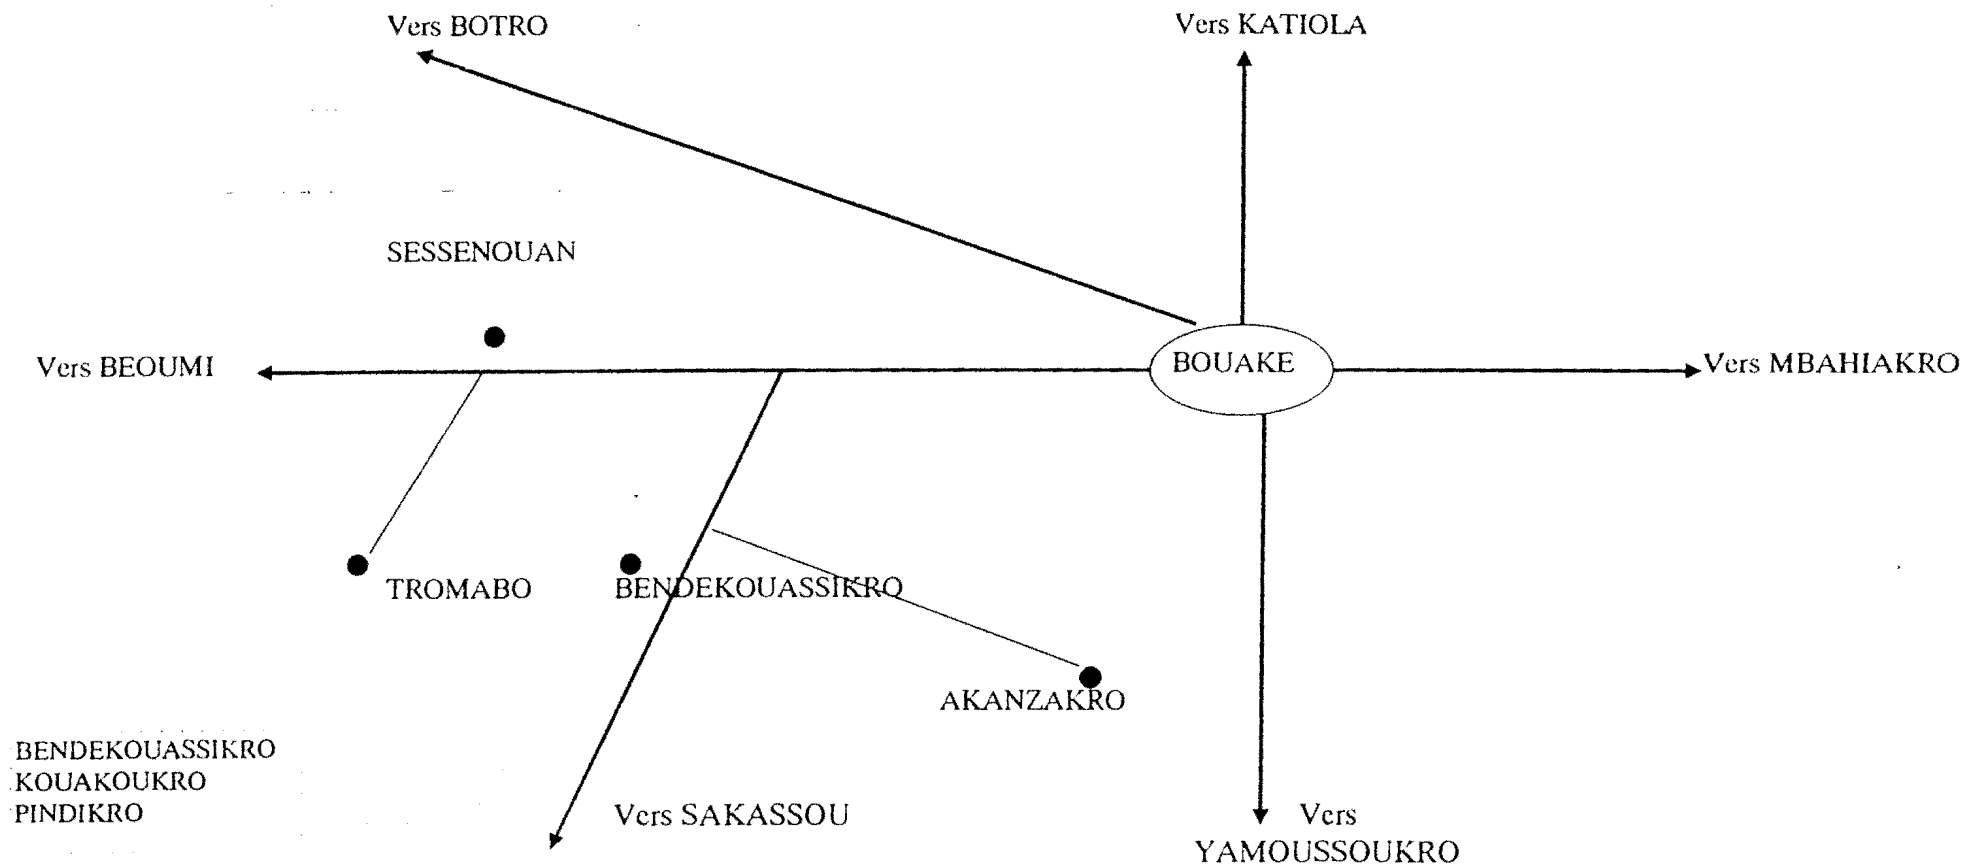 Vers BOTRO
Vers KATIOLA
SESSENOUAN
Vers BEOUMI
BOUAKE
Vers MBAHIAKRO
TROMABO
BENDEKOUASSIKRO
AKANZAKRO
BENDEKOUASSIKRO
KOUAKOUKRO
PINDIKRO
Vers SAKASSOU
Vers
YAMOUSSOUKRO